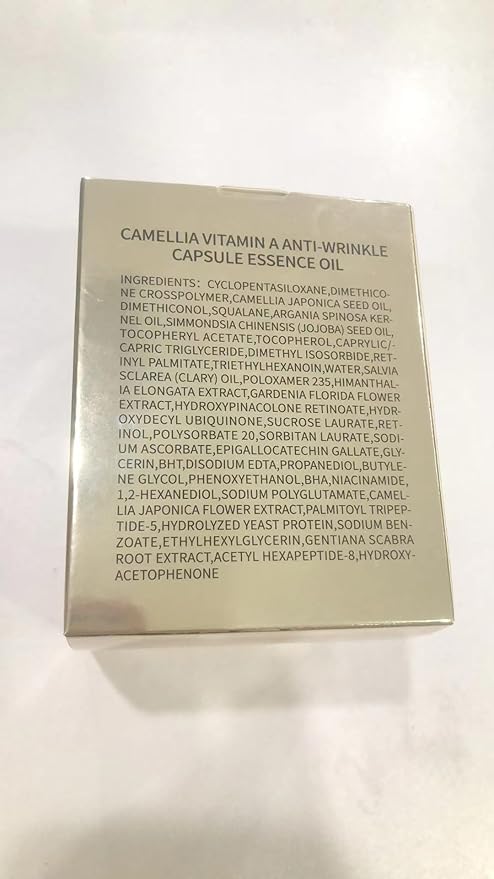 CAMELLIA VITAMIN A ANTI-WRINKLE
CAPSULE ESSENCE OIL
INGREDIENTS: CYCLOPENTASILOXANE,DIMETHICO-
NE CROSSPOLYMER,CAMELLIA JAPONICA SEED OIL,
DIMETHICONOL,SQUALANE,ARGANIA SPINOSA KER-
NEL OIL,SIMMONDSIA CHINENSIS (JOJOBA) SEED OIL,
TOCOPHERYL ACETATE,TOCOPHEROL,CAPRYLIC/-
CAPRIC TRIGLYCERIDE,DIMETHYL ISOSORBIDE,RET-
INYL PALMITATE,TRIETHYLHEXANOIN,WATER,SALVIA
SCLAREA (CLARY) OIL,POLOXAMER 235,HIMANTHAL-
IA ELONGATA EXTRACT,GARDENIA FLORIDA FLOWER
EXTRACT,HYDROXYPINACOLONE RETINOATE,HYDR-
OXYDECYL UBIQUINONE,SUCROSE LAURATE,RET-
INOL,POLYSORBATE 20,SORBITAN LAURATE,SODI-
UM ASCORBATE,EPIGALLOCATECHIN GALLATE,GLY-
CERIN,BHT,DISODIUM EDTA,PROPANEDIOL,BUTYLE-
NE GLYCOL,PHENOXYETHANOL,BHA,NIACINAMIDE,
1,2-HEXANEDIOL,SODIUM POLYGLUTAMATE,CAMEL-
LIA JAPONICA FLOWER EXTRACT,PALMITOYL TRIPEP-
TIDE-5,HYDROLYZED YEAST PROTEIN,SODIUM BEN-
ZOATE,ETHYLHEXYLGLYCERIN,GENTIANA SCABRA
ROOT EXTRACT,ACETYL HEXAPEPTIDE-8,HYDROXY-
ACETOPHENONE